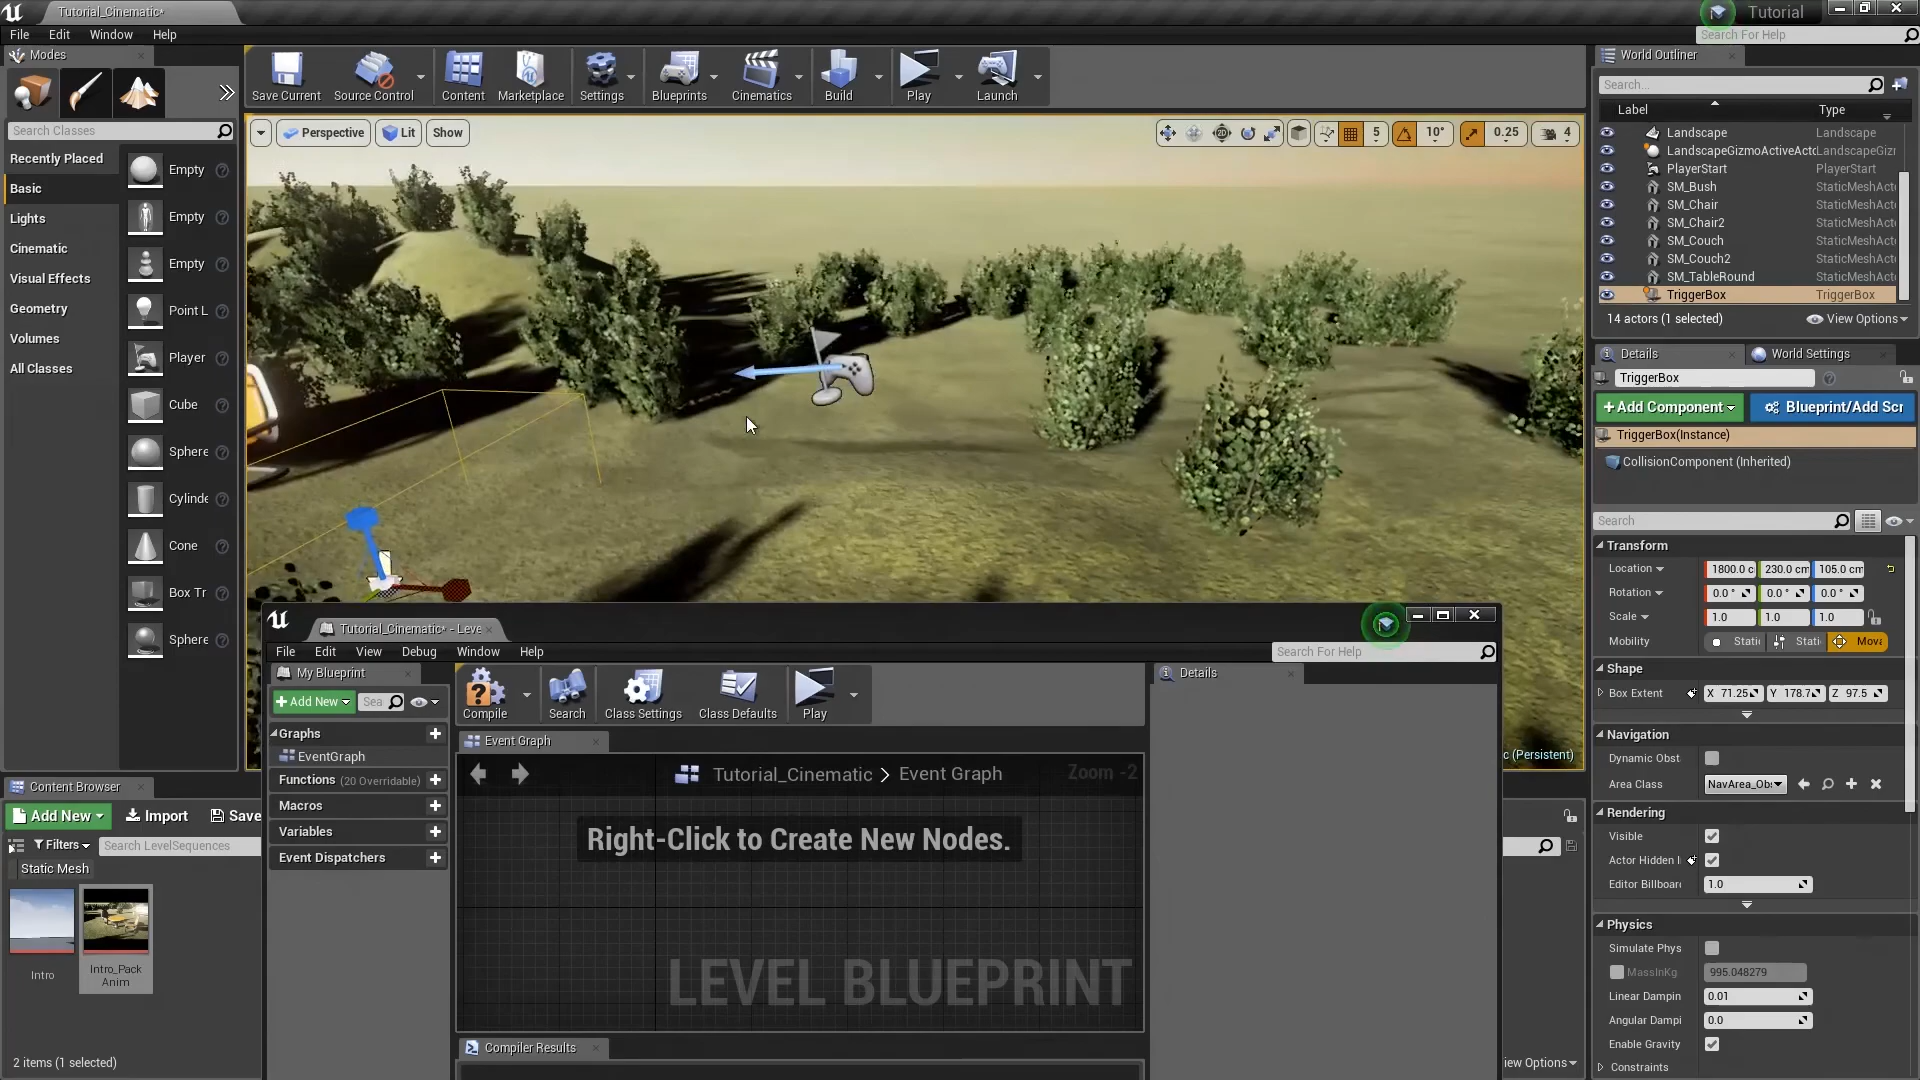 Tutorial_Cinematic*
Tutorial
File Edit Window Help
Search For Help
Modes
Save Current
Source Control
Content
Marketplace
Settings
Blueprints
Cinematics
Build
Play
Launch
Search Classes
Recently Placed
Basic
Lights
Cinematic
Visual Effects
Geometry
Volumes
All Classes
Empty
Empty
Empty
Point L
Player
Cube
Sphere
Cylinde
Cone
Box Tr
Sphere
Perspective
Lit
Show
5
10°
0.25
4
World Outliner
Search...
Label Type
Landscape Landscape
LandscapeGizmoActiveActo LandscapeGizr
PlayerStart PlayerStart
SM_Bush StaticMeshActo
SM_Chair StaticMeshActo
SM_Chair2 StaticMeshActo
SM_Couch StaticMeshActo
SM_Couch2 StaticMeshActo
SM_TableRound StaticMeshActo
TriggerBox TriggerBox
14 actors (1 selected)
View Options
Details
World Settings
TriggerBox
+Add Component
Blueprint/Add Scr
TriggerBox(Instance)
CollisionComponent (Inherited)
Search
Transform
Location 1800.0 c 230.0 cm 105.0 cm
Rotation 0.0 ° 0.0 ° 0.0 °
Scale 1.0 1.0 1.0
Mobility Stati Stati Mova
Shape
Box Extent X 71.25 Y 178.7 Z 97.5
Navigation
Dynamic Obst
Area Class NavArea_Obs
Rendering
Visible
Actor Hidden I
Editor Billboar 1.0
Physics
Simulate Phys
MassInKg 995.048279
Linear Dampin 0.01
Angular Dampi 0.0
Enable Gravity
Constraints
c (Persistent)
Tutorial_Cinematic* - Leve
File Edit View Debug Window Help
Search For Help
My Blueprint
+Add New
Sea
Compile
Search
Class Settings
Class Defaults
Play
Details
Graphs
EventGraph
Functions (20 Overridable)
Macros
Variables
Event Dispatchers
Event Graph
Tutorial_Cinematic > Event Graph
Zoom -2
Right-Click to Create New Nodes.
LEVEL BLUEPRINT
Compiler Results
Content Browser
Add New
Import
Save
Filters
Search LevelSequences
Static Mesh
Intro
Intro_Pack
Anim
2 items (1 selected)
iew Options